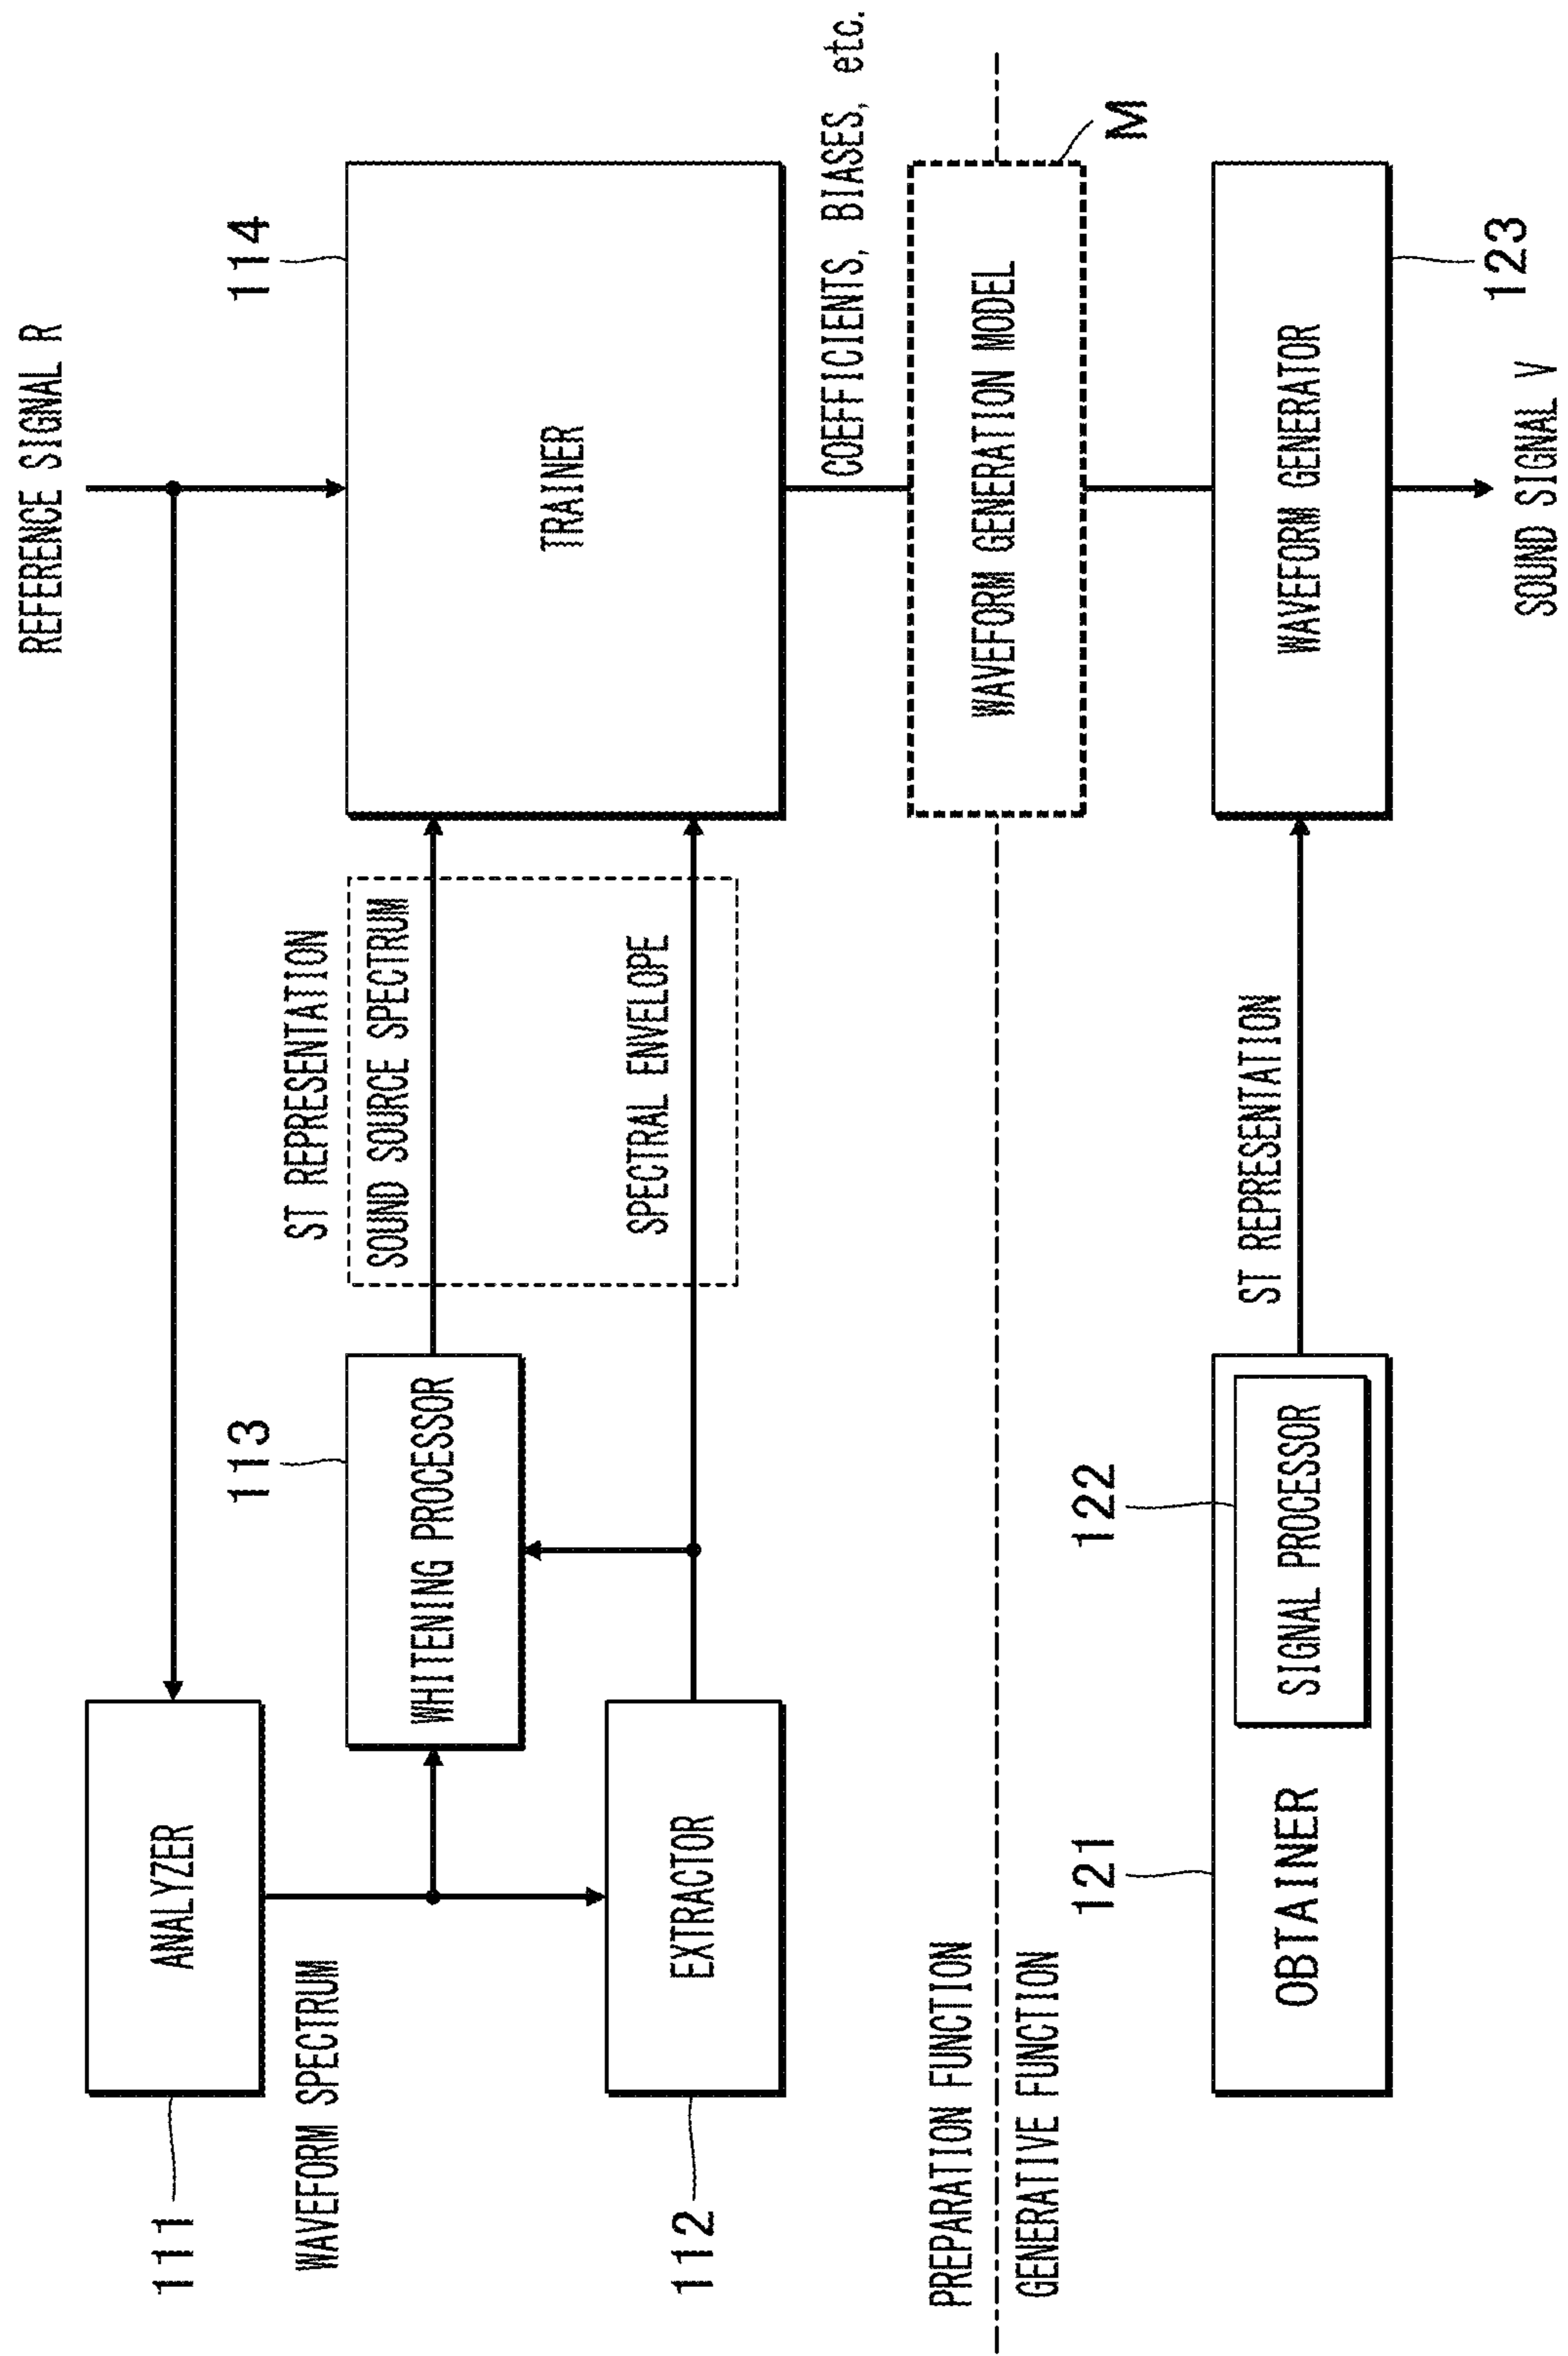 REFERENCE SIGNAL R
111
ANALYZER
WAVEFORM SPECTRUM
113
WHITENING PROCESSOR
ST REPRESENTATION
SOUND SOURCE SPECTRUM
SPECTRAL ENVELOPE
114
TRAINER
112
EXTRACTOR
COEFFICIENTS, BIASES, etc.
PREPARATION FUNCTION
GENERATIVE FUNCTION
WAVEFORM GENERATION MODEL
M
121
OBTAINER
122
SIGNAL PROCESSOR
ST REPRESENTATION
WAVEFORM GENERATOR
123
SOUND SIGNAL V